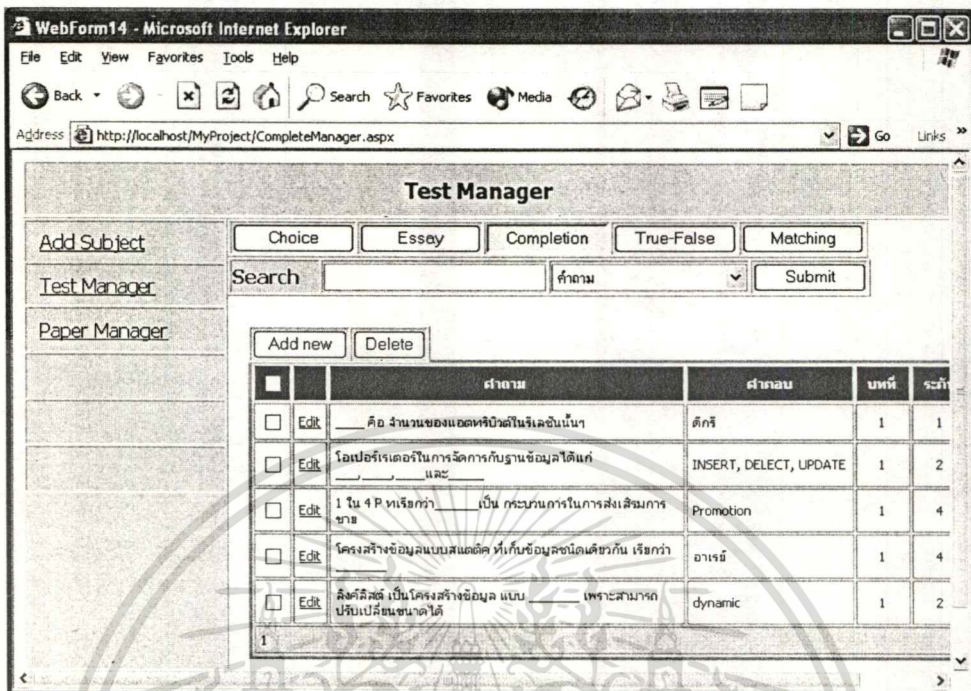 WebForm14 - Microsoft Internet Explorer
File Edit View Favorites Tools Help
Back Search Favorites Media
Address http://localhost/MyProject/CompleteManager.aspx Go Links »
Test Manager
Add Subject
Test Manager
Paper Manager
Choice Essay Completion True-False Matching
Search คำถาม Submit
Add new Delete
คำถาม คำตอบ บทที่ ระดับ
Edit ____ คือ จำนวนของแอตทริบิวต์ในรีเลชันนั้นๆ ดีกรี 1 1
Edit โอเปอร์เรเตอร์ในการจัดการกับฐานข้อมูลได้แก่
____,____,____และ____ INSERT, DELECT, UPDATE 1 2
Edit 1 ใน 4 P ทเรียกว่า_____เป็น กระบวนการในการส่งเสริมการ
ขาย Promotion 1 4
Edit โครงสร้างข้อมูลแบบสแตติค ที่เก็บข้อมูลชนิดเดียวกัน เรียกว่า
____ อาเรย์ 1 4
Edit ลิงค์ลิสต์ เป็นโครงสร้างข้อมูล แบบ ______ เพราะสามารถ
ปรับเปลี่ยนขนาดได้ dynamic 1 2
1